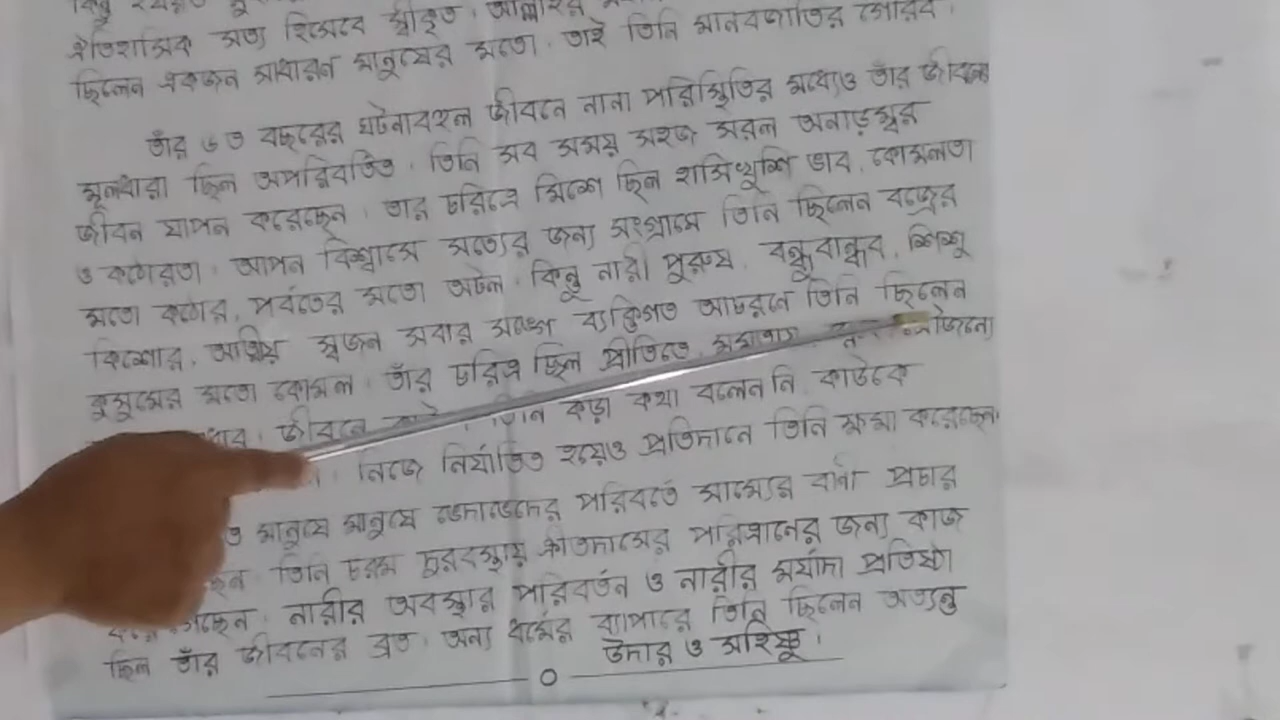 ঐতিহাসিক সত্য হিসেবে স্বীকৃত। আল্লাহর
ছিলেন একজন সাধারন মানুষের মতো। তাই তিনি মানবজাতির গৌরব।
তাঁর ৬৩ বছরের ঘটনাবহুল জীবনে নানা পরিস্থিতির মধ্যেও তাঁর জীবনের
মূলধারা ছিল অপরিবর্তিত। তিনি সব সময় সহজ সরল অনাড়ম্বর
জীবন যাপন করেছেন। তার চরিত্রে মিশে ছিল হাসিখুশি ভাব, কোমলতা
ও কঠোরতা। আপন বিশ্বাসে সত্যের জন্য সংগ্রামে তিনি ছিলেন বজ্রের
মতো কঠোর, পর্বতের মতো অটল। কিন্তু নারী পুরুষ, বন্ধুবান্ধব, শিশু
কিশোর, আত্মিয় স্বজন সবার সঙ্গে ব্যক্তিগত আচরনে তিনি ছিলেন
কুসুমের মতো কোমল। তাঁর চরিত্র ছিল প্রীতিতে,
জীবনে কড়া কথা বলেন নি, কাউকে
নিজে নির্যাতিত হয়েও প্রতিদানে তিনি ক্ষমা করেছেন।
মানুষে মানুষে ভেদাভেদের পরিবর্তে সাম্যের বানী প্রচার
তিনি চরম দুরবস্থায় ক্রীতদাসের পরিত্রানের জন্য কাজ
নারীর অবস্থার পরিবর্তন ও নারীর মর্যাদা প্রতিষ্ঠা
ছিল তাঁর জীবনের ব্রত। অন্য ধর্মের ব্যাপারে তিনি ছিলেন অত্যন্ত
উদার ও সহিষ্ণু।